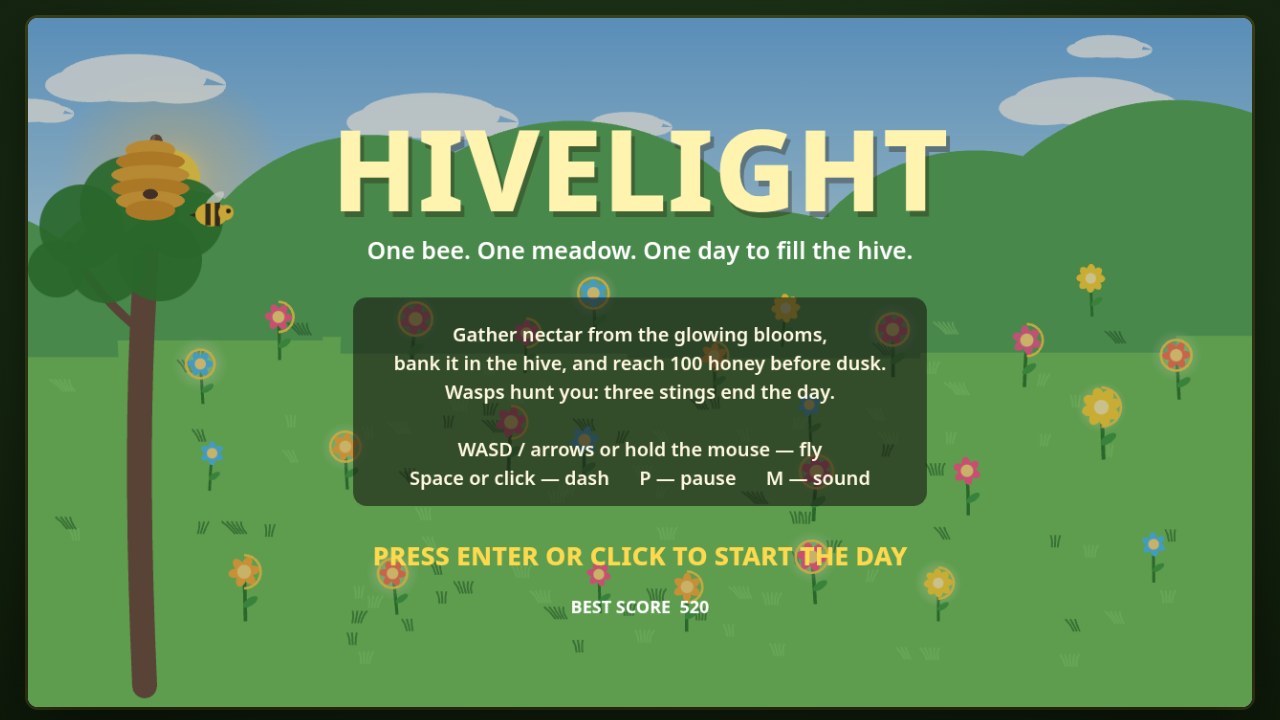 HIVELIGHT
One bee. One meadow. One day to fill the hive.
Gather nectar from the glowing blooms,
bank it in the hive, and reach 100 honey before dusk.
Wasps hunt you: three stings end the day.
WASD / arrows or hold the mouse — fly
Space or click — dash P — pause M — sound
PRESS ENTER OR CLICK TO START THE DAY
BEST SCORE 520